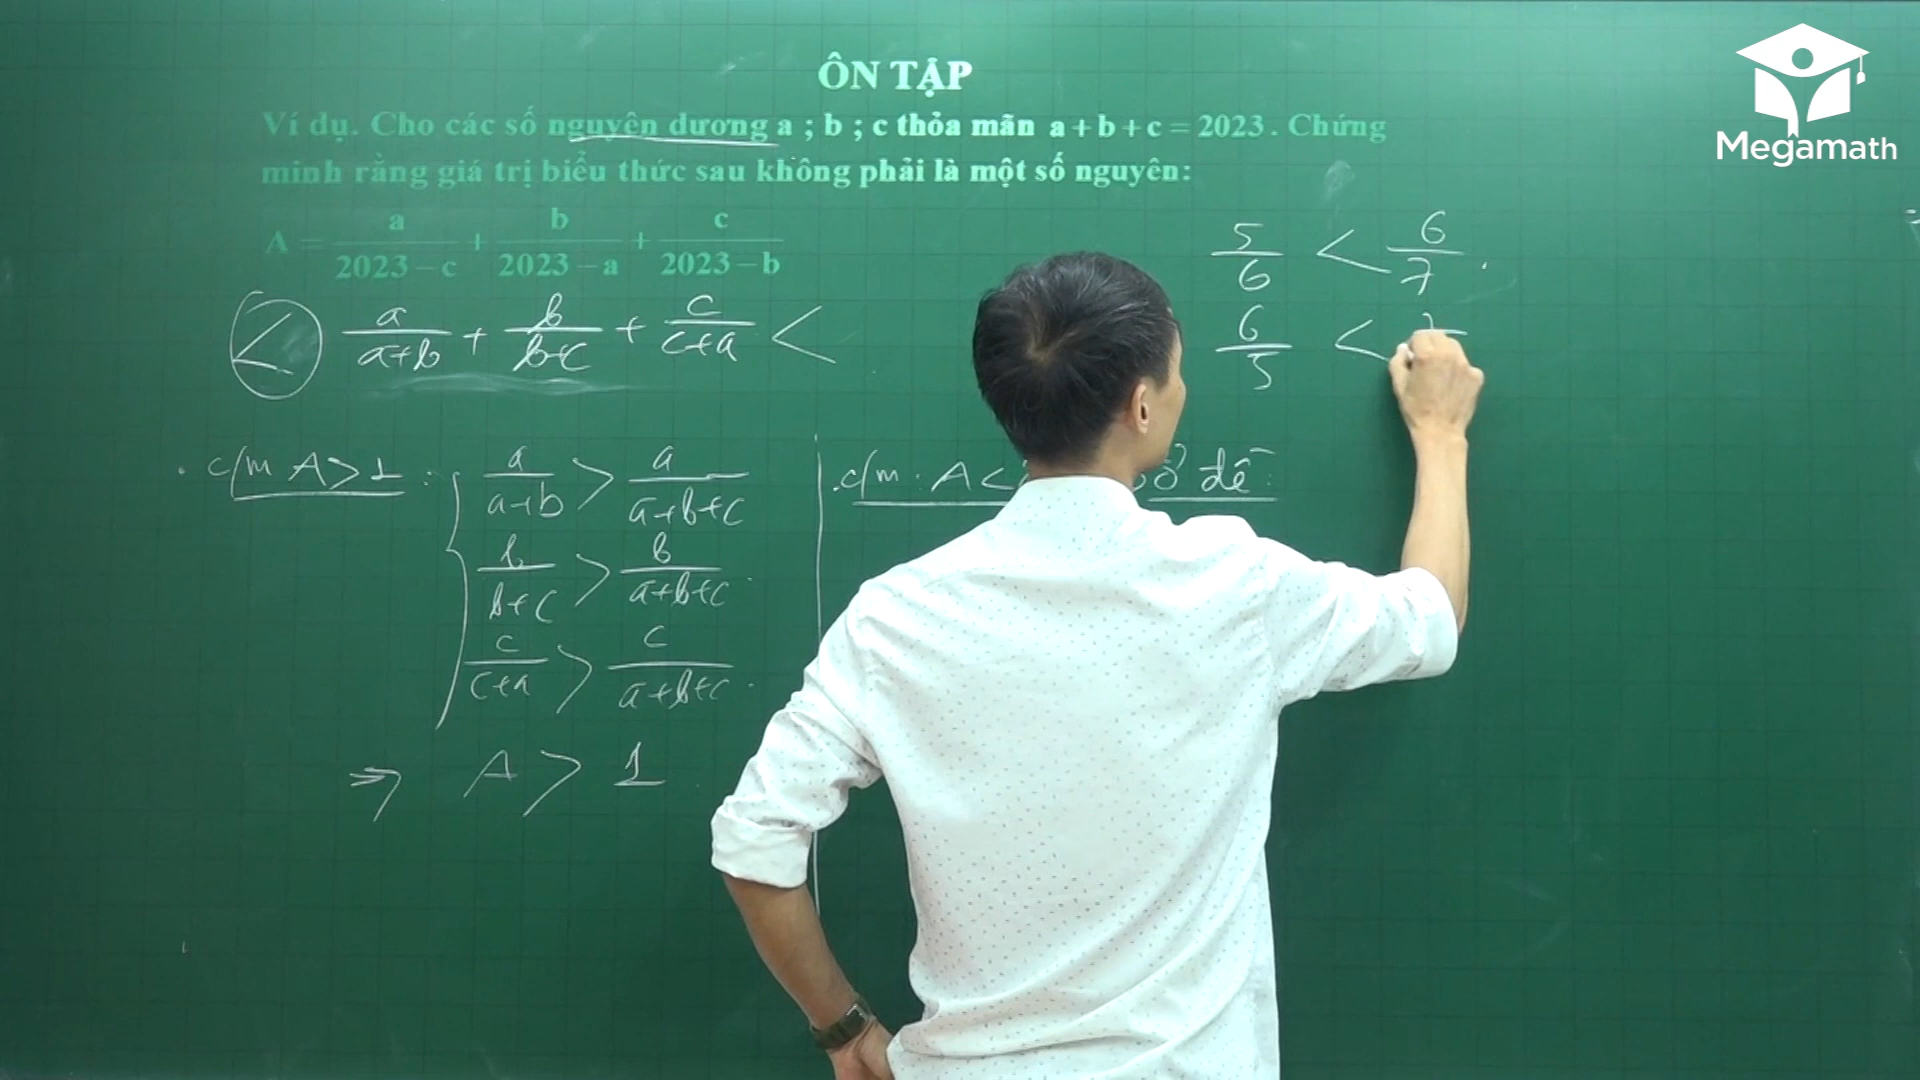 ÔN TẬP
Megamath
Ví dụ. Cho các số nguyên dương a ; b ; c thỏa mãn a + b + c = 2023. Chứng
minh rằng giá trị biểu thức sau không phải là một số nguyên:
A = a/(2023 − c) + b/(2023 − a) + c/(2023 − b)
< a/(a+b) + b/(b+c) + c/(c+a) <
5/6 < 6/7 .
6/5 <
. c/m A > 1 :
a/(a+b) > a/(a+b+c)
b/(b+c) > b/(a+b+c)
c/(c+a) > c/(a+b+c)
⇒ A > 1
. c/m : A <
đề :